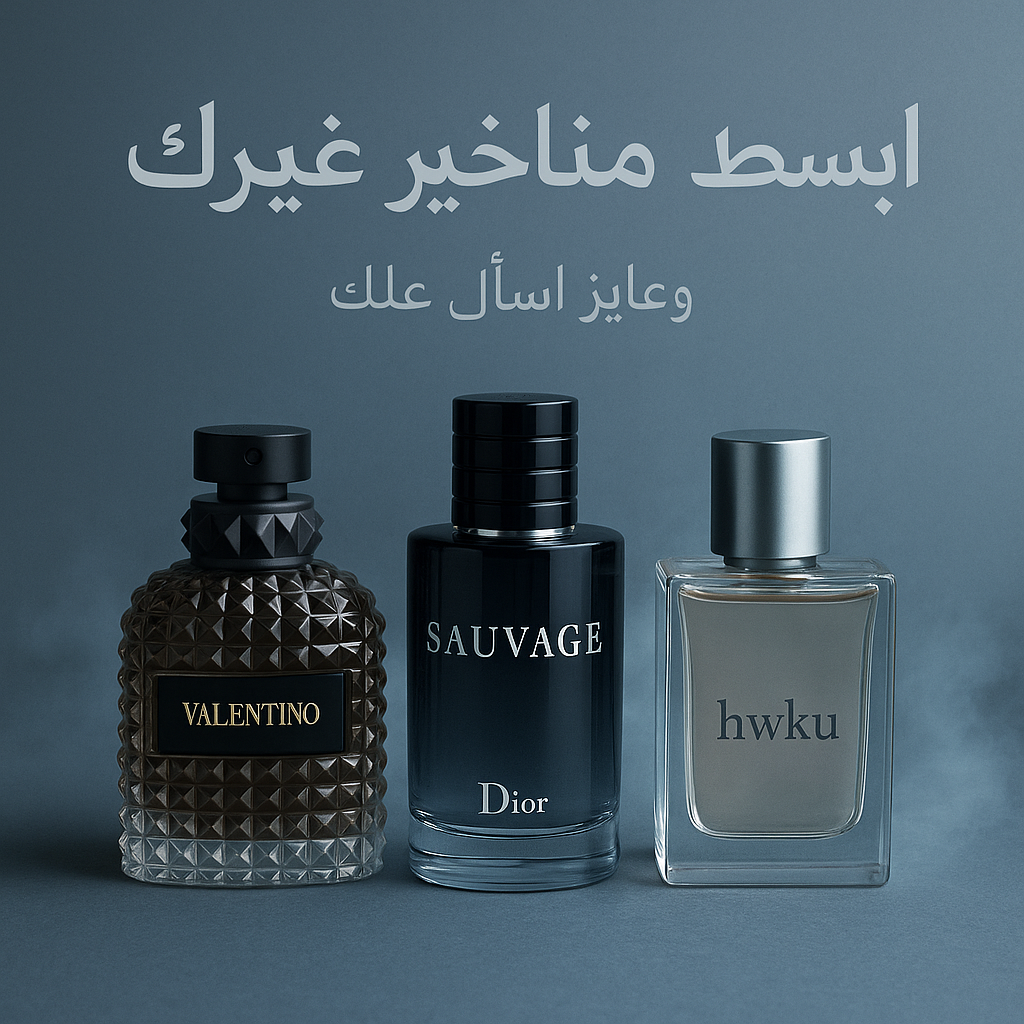 ابسط مناخير غيرك
وعايز اسأل علك
VALENTINO
SAUVAGE
Dior
hwku